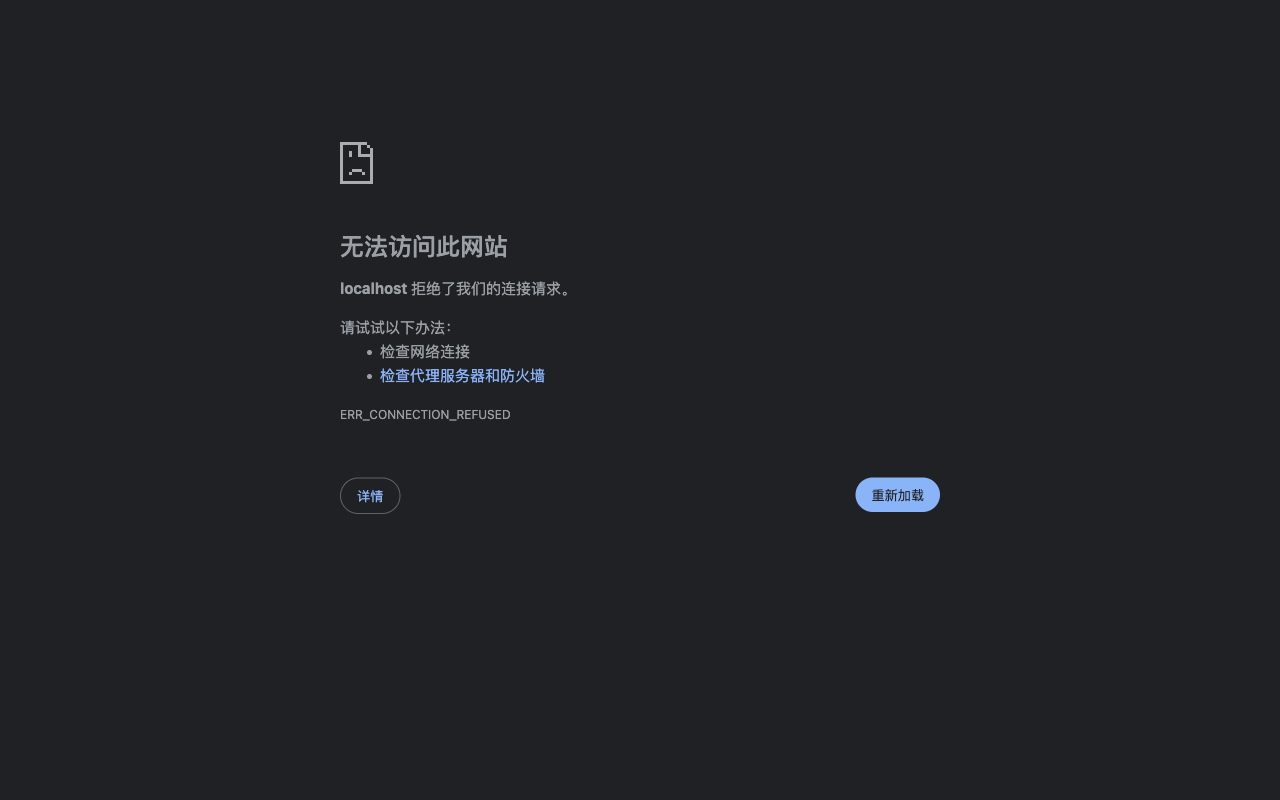 无法访问此网站
localhost 拒绝了我们的连接请求。
请试试以下办法：
检查网络连接
检查代理服务器和防火墙
ERR_CONNECTION_REFUSED
详情
重新加载